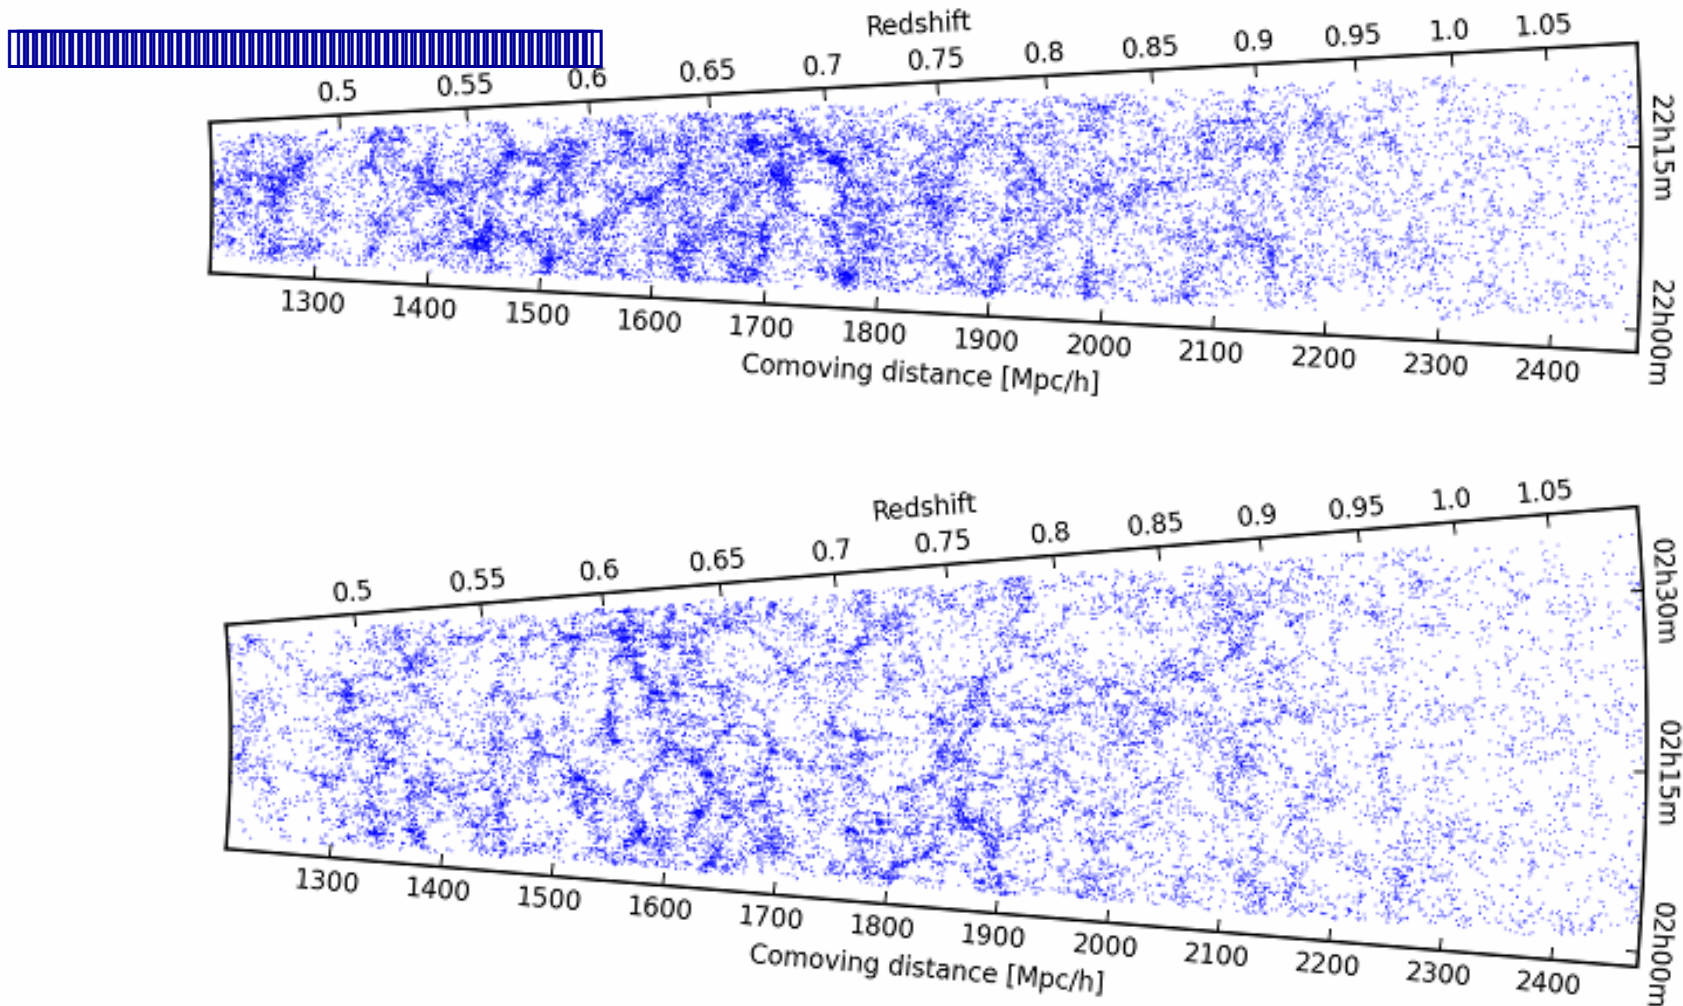 Redshift
0.5 0.55 0.6 0.65 0.7 0.75 0.8 0.85 0.9 0.95 1.0 1.05
22h15m
22h00m
1300 1400 1500 1600 1700 1800 1900 2000 2100 2200 2300 2400
Comoving distance [Mpc/h]
Redshift
0.5 0.55 0.6 0.65 0.7 0.75 0.8 0.85 0.9 0.95 1.0 1.05
02h30m
02h15m
02h00m
1300 1400 1500 1600 1700 1800 1900 2000 2100 2200 2300 2400
Comoving distance [Mpc/h]